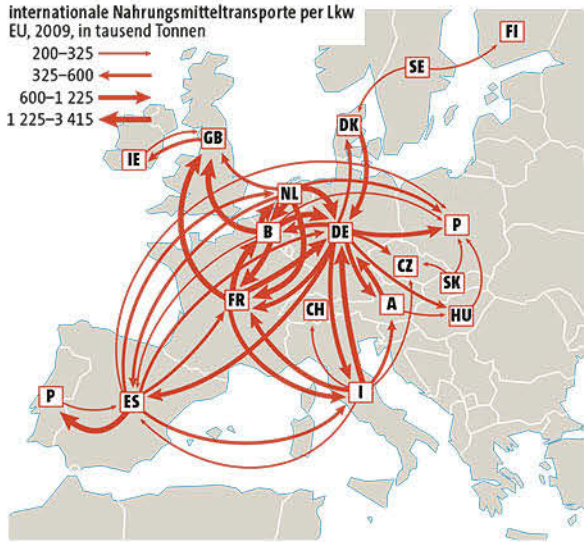 internationale Nahrungsmitteltransporte per Lkw
EU, 2009, in tausend Tonnen
200–325
325–600
600–1 225
1 225–3 415
FI
SE
DK
GB
IE
NL
B
DE
P
CZ
SK
FR
CH
A
HU
P
ES
I